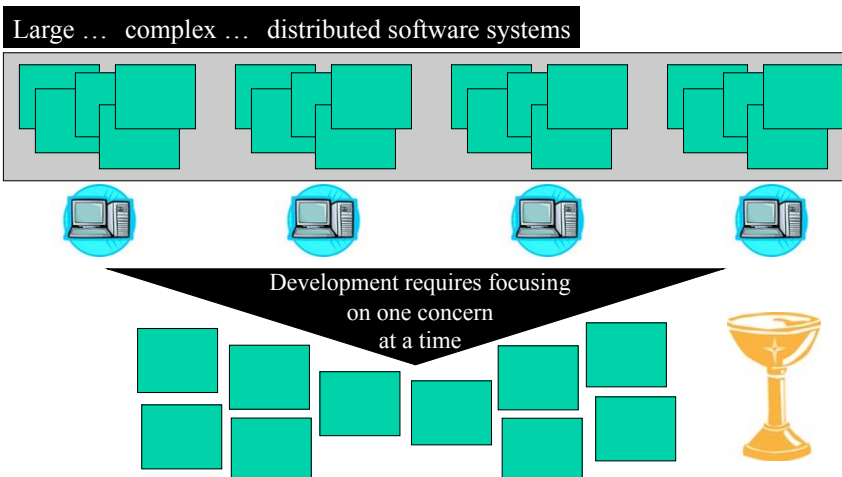 Large … complex … distributed software systems
Development requires focusing
on one concern
at a time